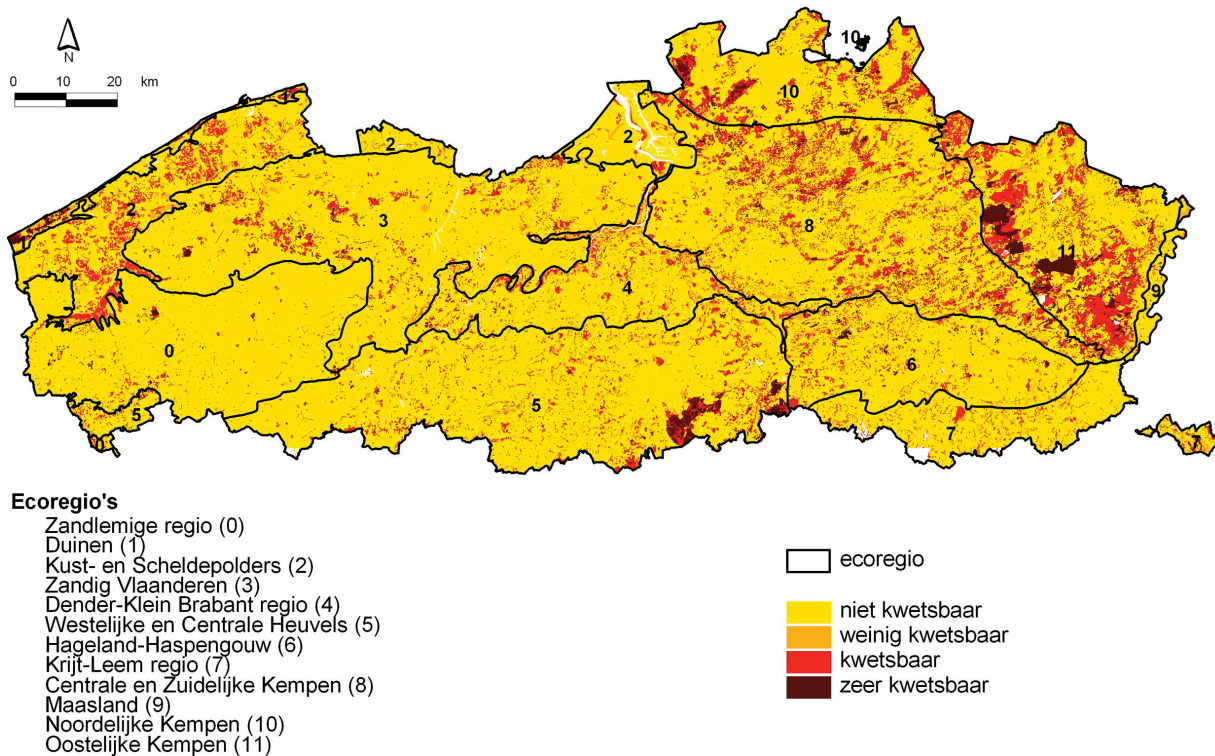 N
0 10 20 km
10
10
1
2
2
2
3
8
1
11
9
4
0
6
5
5
7
7
Ecoregio's
Zandlemige regio (0)
Duinen (1)
Kust- en Scheldepolders (2)
Zandig Vlaanderen (3)
Dender-Klein Brabant regio (4)
Westelijke en Centrale Heuvels (5)
Hageland-Haspengouw (6)
Krijt-Leem regio (7)
Centrale en Zuidelijke Kempen (8)
Maasland (9)
Noordelijke Kempen (10)
Oostelijke Kempen (11)
ecoregio
niet kwetsbaar
weinig kwetsbaar
kwetsbaar
zeer kwetsbaar